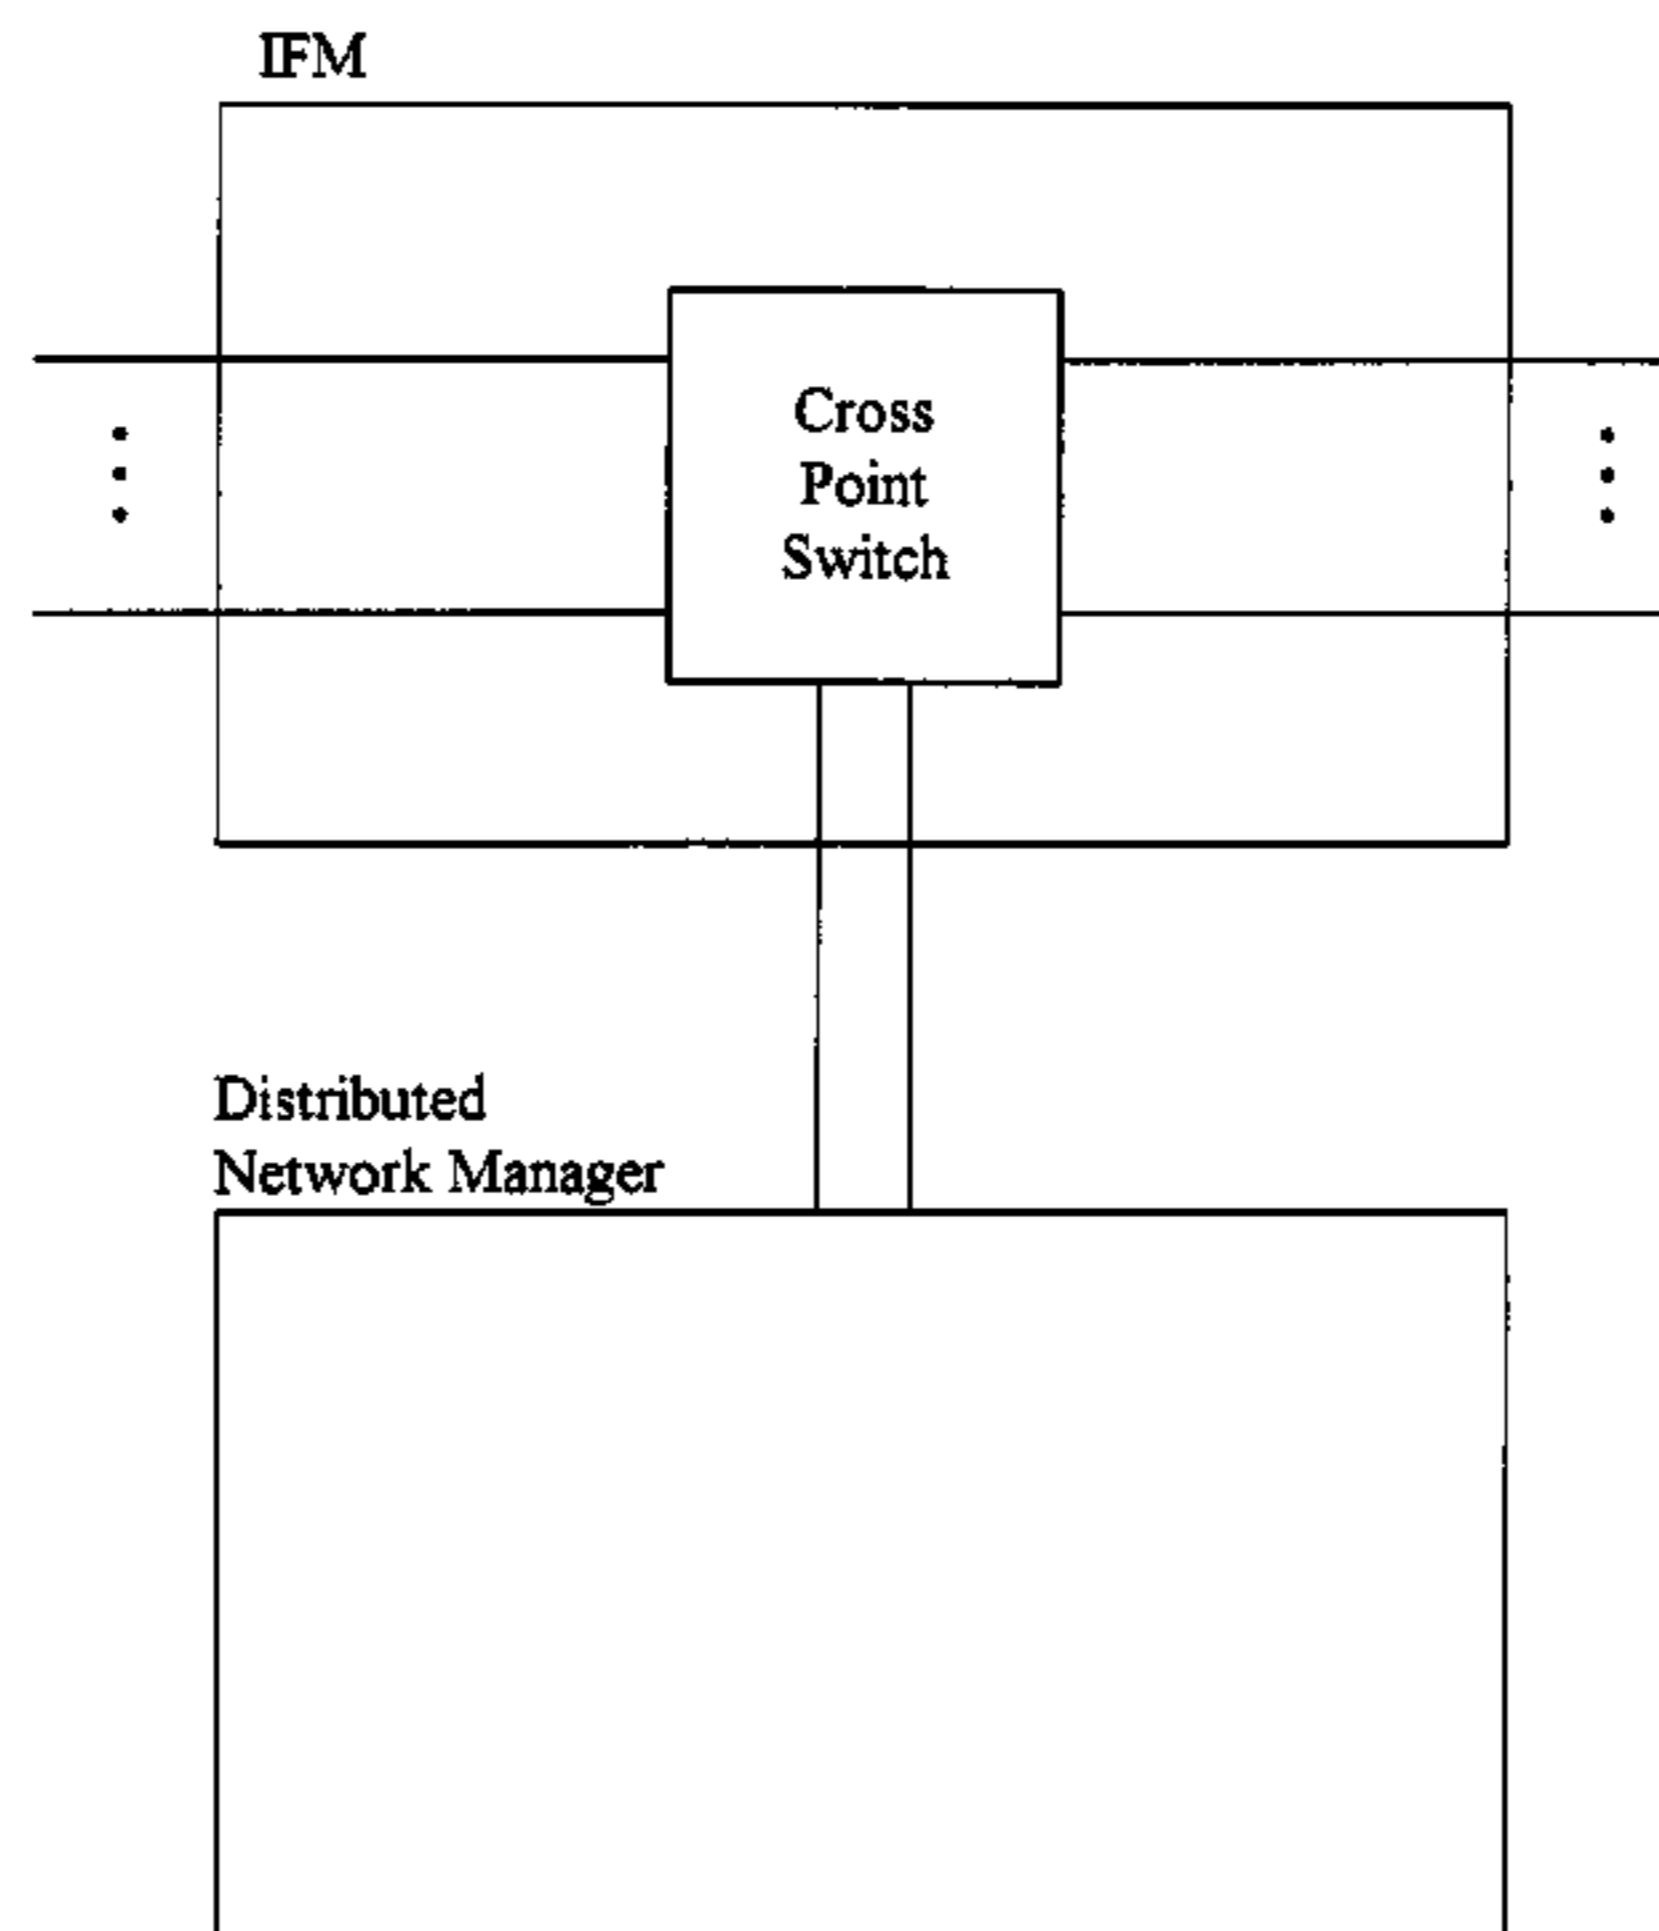 IFM
Cross
Point
Switch
Distributed
Network Manager